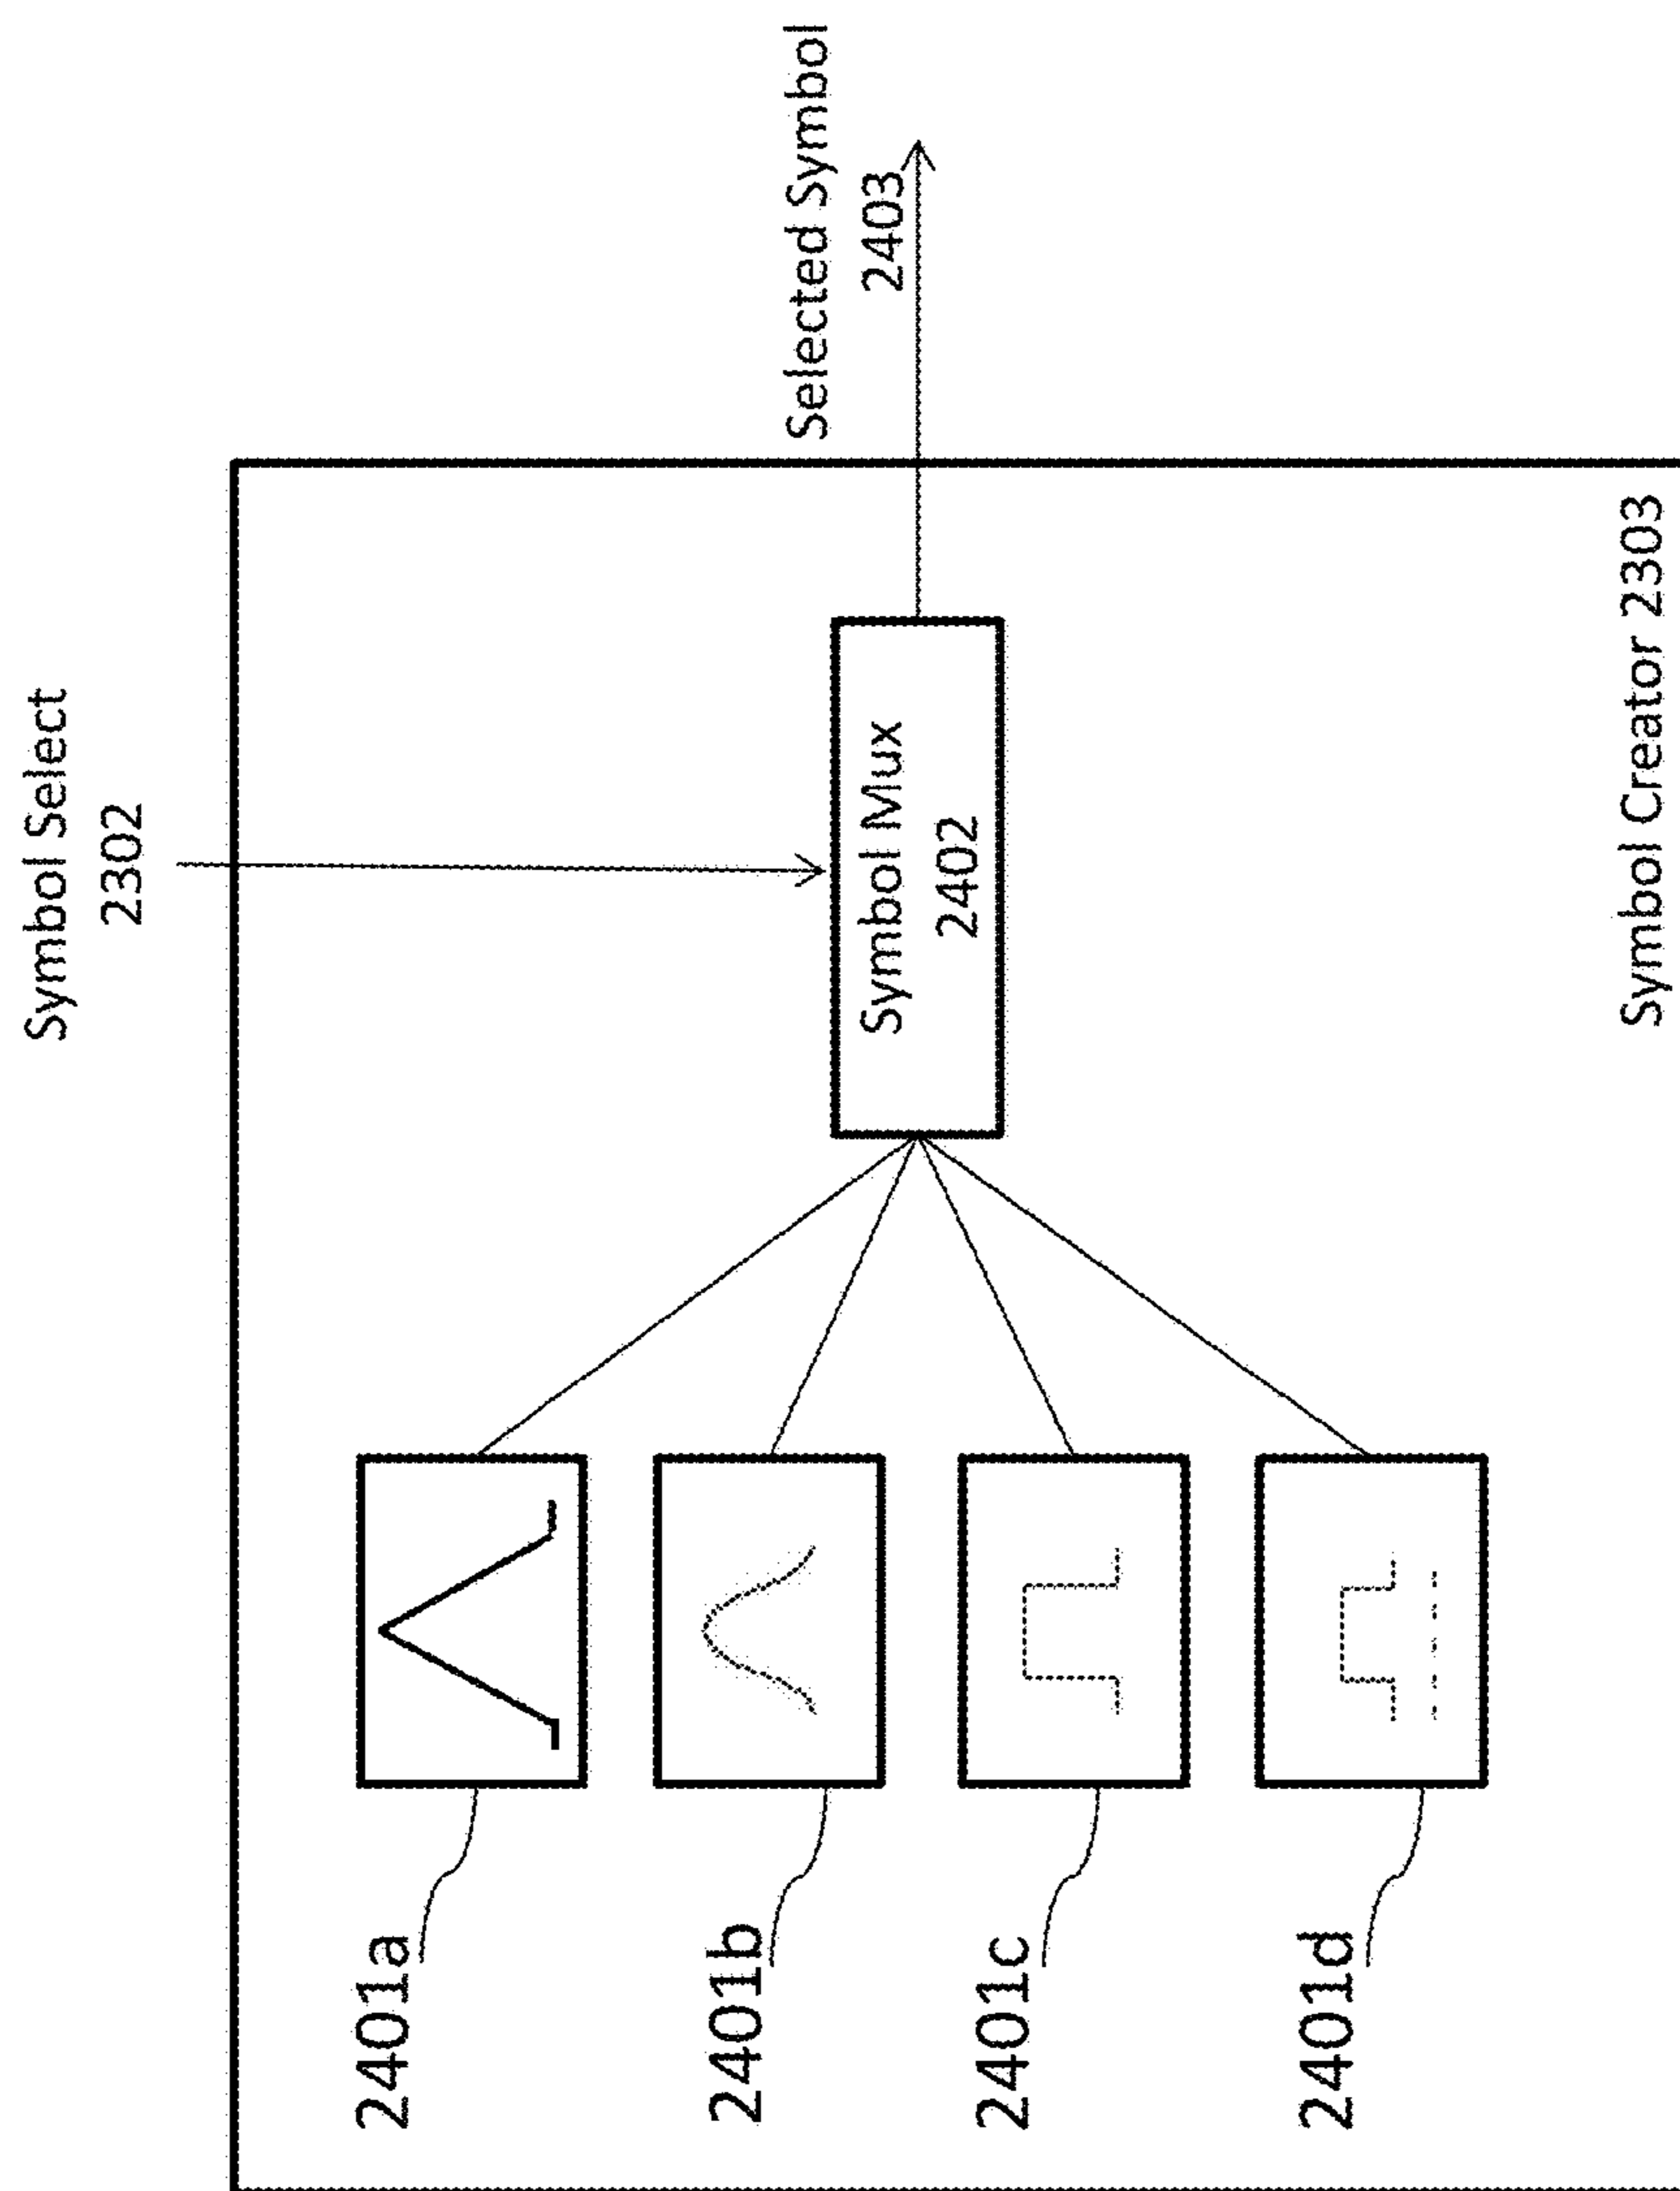 Symbol Select
2302
Selected Symbol
2403
Symbol Mux
2402
2401a
2401b
2401c
2401d
Symbol Creator 2303